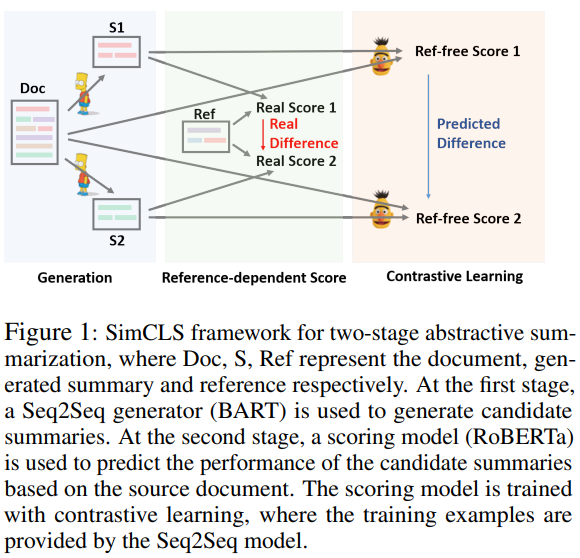 S1
Doc
Ref
S2
Real Score 1
Real
Difference
Real Score 2
Ref-free Score 1
Predicted
Difference
Ref-free Score 2
Generation
Reference-dependent Score
Contrastive Learning
Figure 1: SimCLS framework for two-stage abstractive sum-
marization, where Doc, S, Ref represent the document, gen-
erated summary and reference respectively. At the first stage,
a Seq2Seq generator (BART) is used to generate candidate
summaries. At the second stage, a scoring model (RoBERTa)
is used to predict the performance of the candidate summaries
based on the source document. The scoring model is trained
with contrastive learning, where the training examples are
provided by the Seq2Seq model.